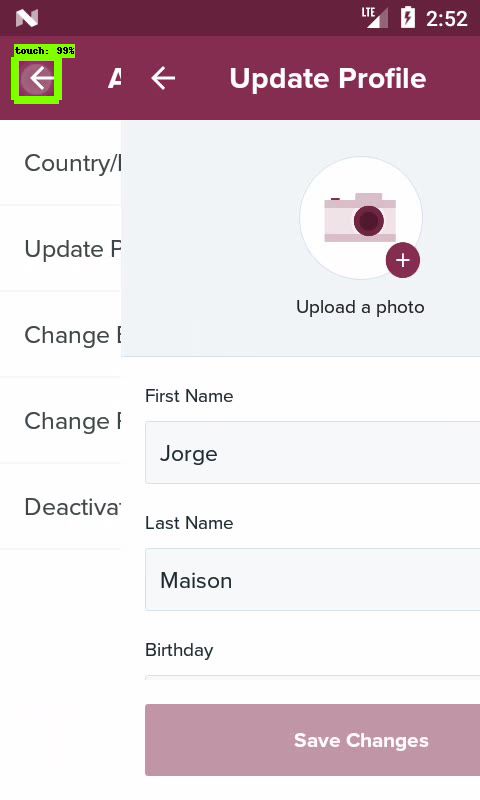 LTE 2:52
touch: 99%
A Update Profile
Country/
Update P
Change
Change
Deactivat
Upload a photo
First Name
Jorge
Last Name
Maison
Birthday
Save Changes